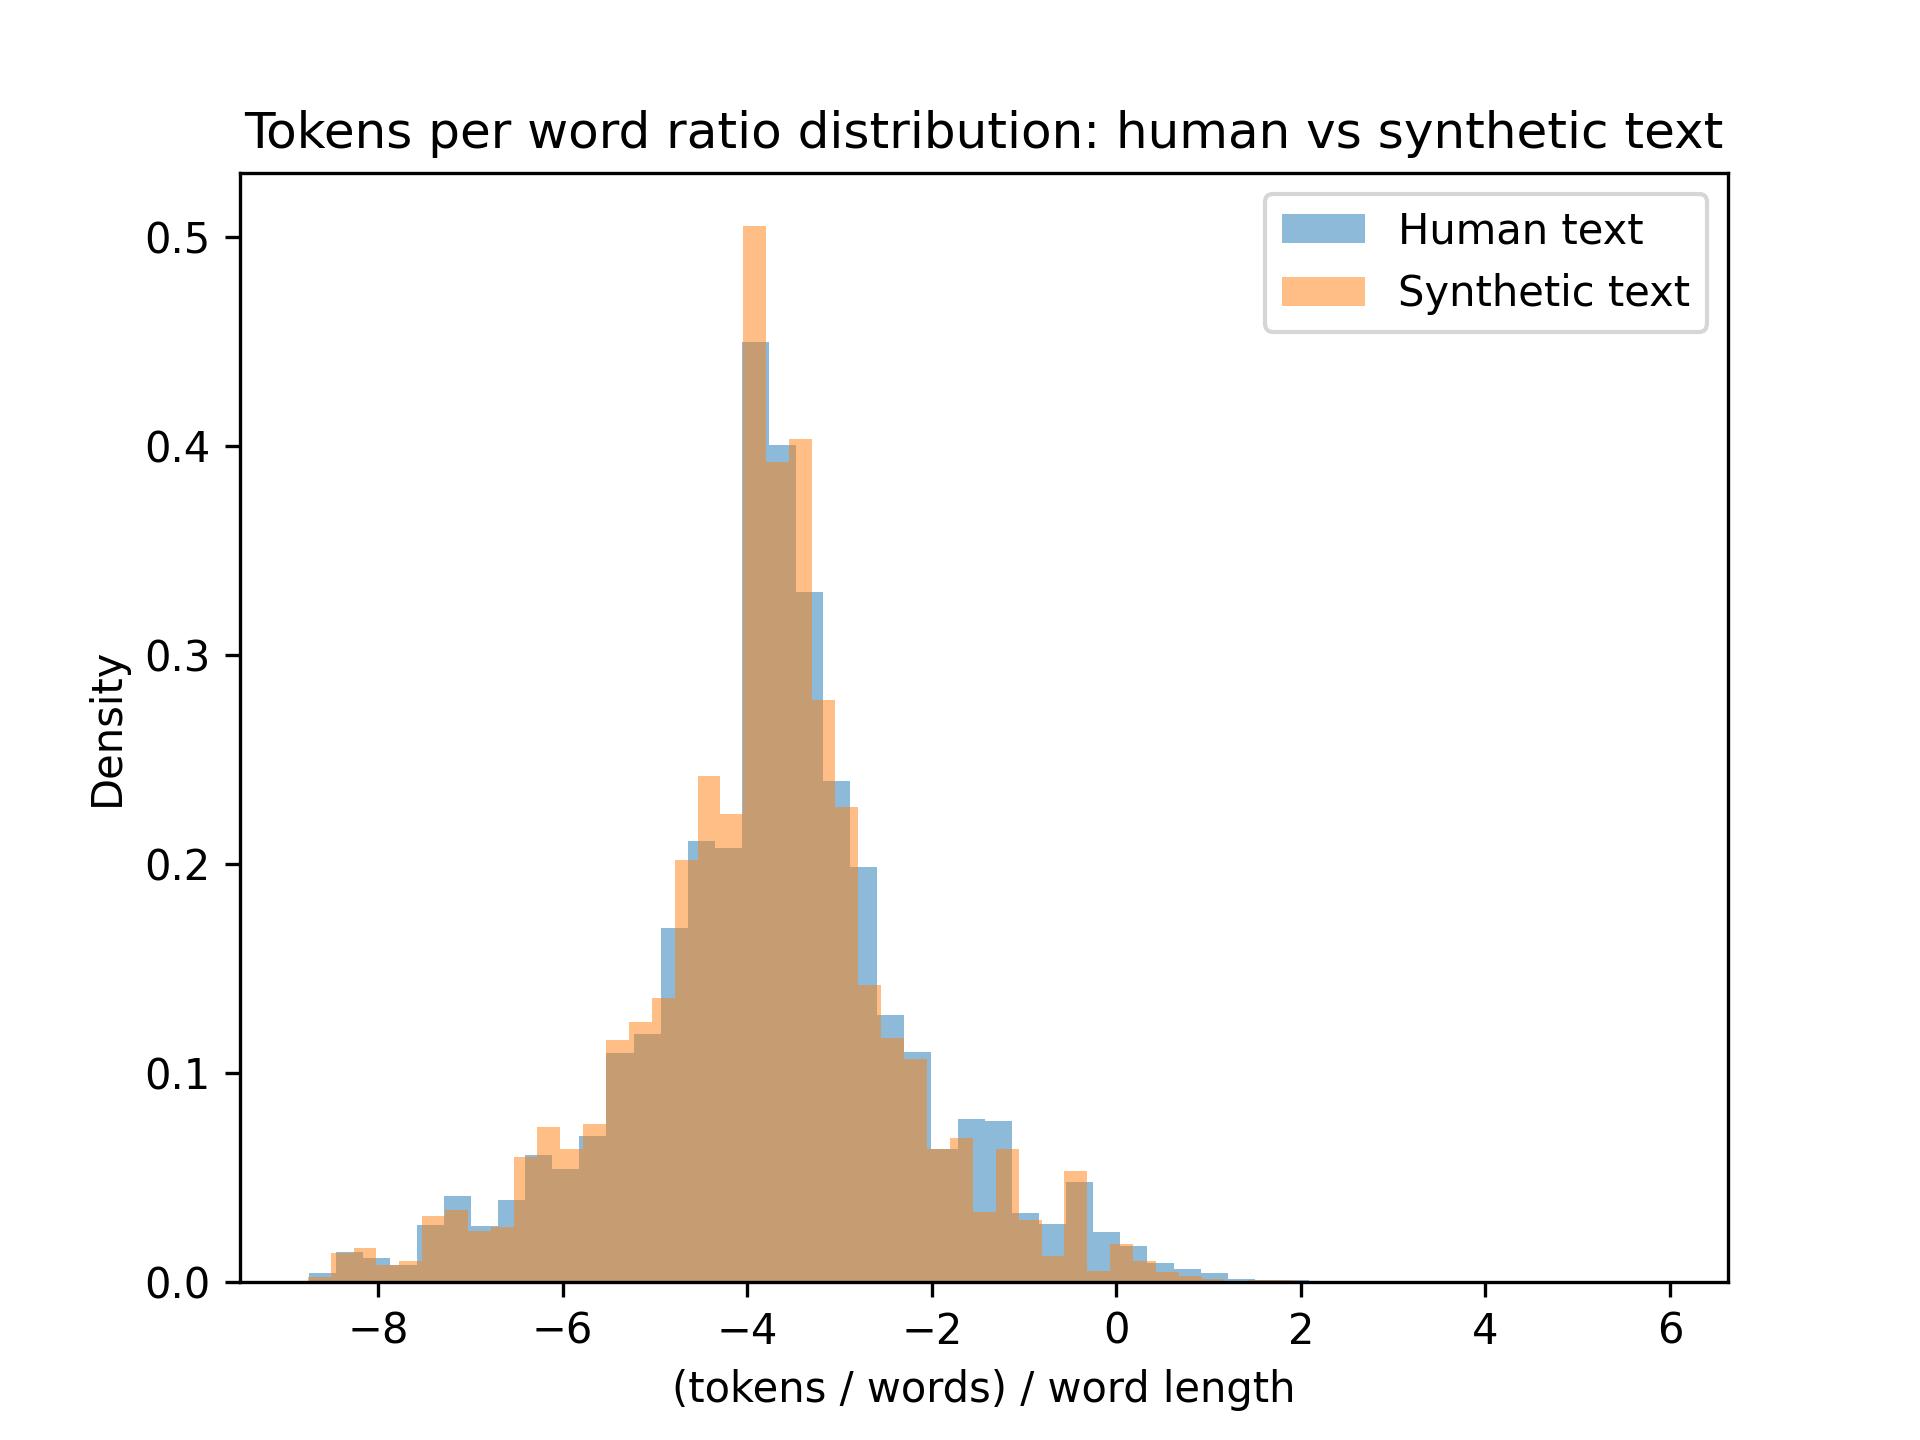 Tokens per word ratio distribution: human vs synthetic text
Human text
Synthetic text
Density
0.5
0.4
0.3
0.2
0.1
0.0
−8 −6 −4 −2 0 2 4 6
(tokens / words) / word length